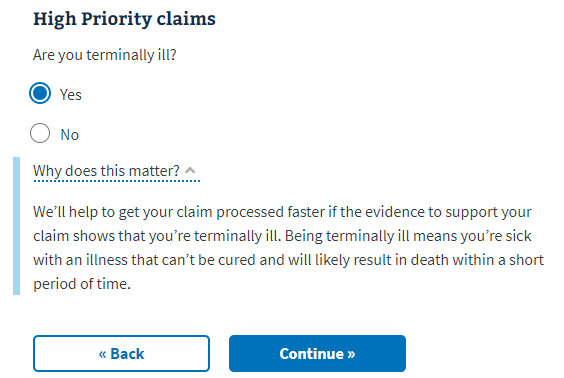 High Priority claims
Are you terminally ill?
Yes
No
Why does this matter?
We’ll help to get your claim processed faster if the evidence to support your
claim shows that you’re terminally ill. Being terminally ill means you’re sick
with an illness that can’t be cured and will likely result in death within a short
period of time.
« Back
Continue »